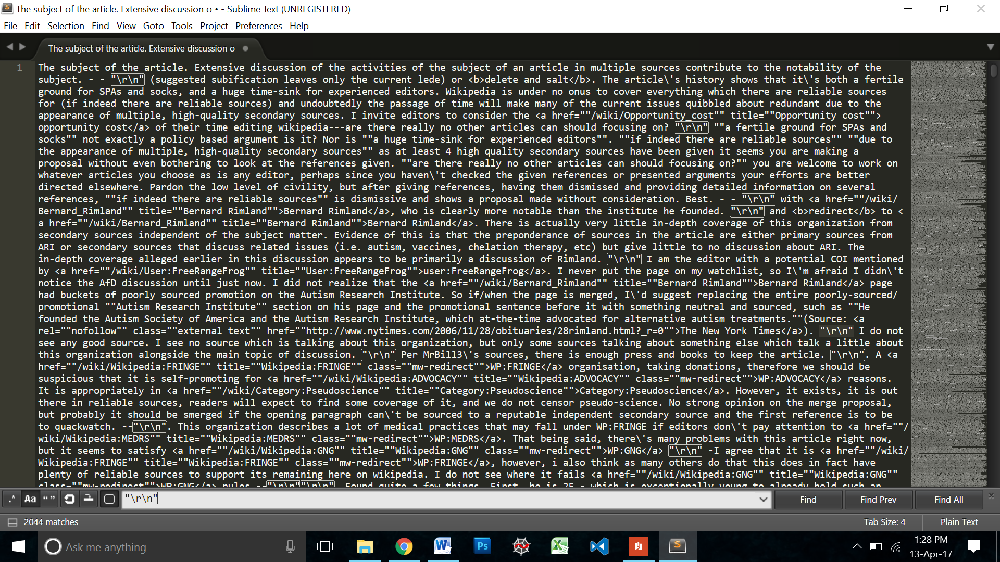 The subject of the article. Extensive discussion o • - Sublime Text (UNREGISTERED)
File Edit Selection Find View Goto Tools Project Preferences Help
The subject of the article. Extensive discussion o
1 The subject of the article. Extensive discussion of the activities of the subject of an article in multiple sources contribute to the notability of the
subject. - - "\r\n" (suggested subification leaves only the current lede) or <b>delete and salt</b>. The article\'s history shows that it\'s both a fertile
ground for SPAs and socks, and a huge time-sink for experienced editors. Wikipedia is under no onus to cover everything which there are reliable sources
for (if indeed there are reliable sources) and undoubtedly the passage of time will make many of the current issues quibbled about redundant due to the
appearance of multiple, high-quality secondary sources. I invite editors to consider the <a href=""/wiki/Opportunity_cost"" title=""Opportunity cost"">
opportunity cost</a> of their time editing wikipedia---are there really no other articles can should focusing on? "\r\n" ""a fertile ground for SPAs and
socks"" not exactly a policy based argument is it? Nor is ""a huge time-sink for experienced editors"". ""if indeed there are reliable sources"" ""due to
the appearance of multiple, high-quality secondary sources"" as at least 4 high quality secondary sources have been given it seems you are making a
proposal without even bothering to look at the references given. ""are there really no other articles can should focusing on?"" you are welcome to work on
whatever articles you choose as is any editor, perhaps since you haven\'t checked the given references or presented arguments your efforts are better
directed elsewhere. Pardon the low level of civility, but after giving references, having them dismissed and providing detailed information on several
references, ""if indeed there are reliable sources"" is dismissive and shows a proposal made without consideration. Best. - - "\r\n" with <a href=""/wiki/
Bernard_Rimland"" title=""Bernard Rimland"">Bernard Rimland</a>, who is clearly more notable than the institute he founded. "\r\n" and <b>redirect</b> to <
a href=""/wiki/Bernard_Rimland"" title=""Bernard Rimland"">Bernard Rimland</a>. There is actually very little in-depth coverage of this organization from
secondary sources independent of the subject matter. Evidence of this is that the preponderance of sources in the article are either primary sources from
ARI or secondary sources that discuss related issues (i.e. autism, vaccines, chelation therapy, etc) but give little to no discussion about ARI. The
in-depth coverage alleged earlier in this discussion appears to be primarily a discussion of Rimland. "\r\n" I am the editor with a potential COI mentioned
by <a href=""/wiki/User:FreeRangeFrog"" title=""User:FreeRangeFrog"">user:FreeRangeFrog</a>. I never put the page on my watchlist, so I\'m afraid I didn\'t
notice the AfD discussion until just now. I did not realize that the <a href=""/wiki/Bernard_Rimland"" title=""Bernard Rimland"">Bernard Rimland</a> page
had buckets of poorly sourced promotion on the Autism Research Institute. So if/when the page is merged, I\'d suggest replacing the entire poorly-sourced/
promotional ""Autism Research Institute"" section on his page and the promotional sentence before it with something neutral and sourced, such as ""He
founded the Autism Society of America and the Autism Research Institute, which at-the-time advocated for alternative autism treatments.""(Source: <a
rel=""nofollow"" class=""external text"" href=""http://www.nytimes.com/2006/11/28/obituaries/28rimland.html?_r=0"">The New York Times</a>). "\r\n" I do not
see any good source. I see no source which is talking about this organization, but only some sources talking about something else which talk a little about
this organization alongside the main topic of discussion. "\r\n" Per MrBill3\'s sources, there is enough press and books to keep the article. "\r\n". A <a
href=""/wiki/Wikipedia:FRINGE"" title=""Wikipedia:FRINGE"" class=""mw-redirect"">WP:FRINGE</a> organisation, taking donations, therefore we should be
suspicious that it is self-promoting for <a href=""/wiki/Wikipedia:ADVOCACY"" title=""Wikipedia:ADVOCACY"" class=""mw-redirect"">WP:ADVOCACY</a> reasons.
It is appropriately in <a href=""/wiki/Category:Pseudoscience"" title=""Category:Pseudoscience"">Category:Pseudoscience</a>. However, it exists, it is out
there in reliable sources, readers will expect to find some coverage of it, and we do not censor pseudo-science. No strong opinion on the merge proposal,
but probably it should be smerged if the opening paragraph can\'t be sourced to a reputable independent secondary source and the first reference is to be
to quackwatch. --"\r\n". This organization describes a lot of medical practices that may fall under WP:FRINGE if editors don\'t pay attention to <a href=""/
wiki/Wikipedia:MEDRS"" title=""Wikipedia:MEDRS"" class=""mw-redirect"">WP:MEDRS</a>. That being said, there\'s many problems with this article right now,
but it seems to satisfy <a href=""/wiki/Wikipedia:GNG"" title=""Wikipedia:GNG"" class=""mw-redirect"">WP:GNG</a> "\r\n" -I agree that it is <a href=""/wiki/
Wikipedia:FRINGE"" title=""Wikipedia:FRINGE"" class=""mw-redirect"">WP:FRINGE</a>, however, i also think as many others do that this does in fact have
plenty of reliable sources to support its remaining here on wikipedia. I do not see where it fails <a href=""/wiki/Wikipedia:GNG"" title=""Wikipedia:GNG""
class=""mw-redirect"">WP:GNG</a> rules --"\r\n""\r\n". Found quite a few things. First, he is 25 - which is exceptionally young to already hold such an
.* Aa “ ” "\r\n" Find Find Prev Find All
2044 matches Tab Size: 4 Plain Text
Ask me anything
1:28 PM
13-Apr-17